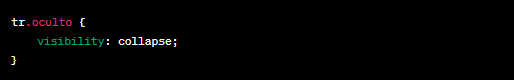 tr.oculto {
    visibility: collapse;
}